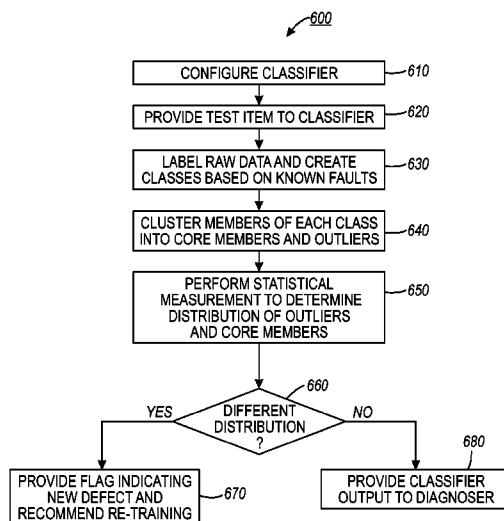 600
CONFIGURE CLASSIFIER
610
PROVIDE TEST ITEM TO CLASSIFIER
620
LABEL RAW DATA AND CREATE
CLASSES BASED ON KNOWN FAULTS
630
CLUSTER MEMBERS OF EACH CLASS
INTO CORE MEMBERS AND OUTLIERS
640
PERFORM STATISTICAL
MEASUREMENT TO DETERMINE
DISTRIBUTION OF OUTLIERS
AND CORE MEMBERS
650
660
YES
DIFFERENT
DISTRIBUTION
?
NO
PROVIDE FLAG INDICATING
NEW DEFECT AND
RECOMMEND RE-TRAINING
670
680
PROVIDE CLASSIFIER
OUTPUT TO DIAGNOSER